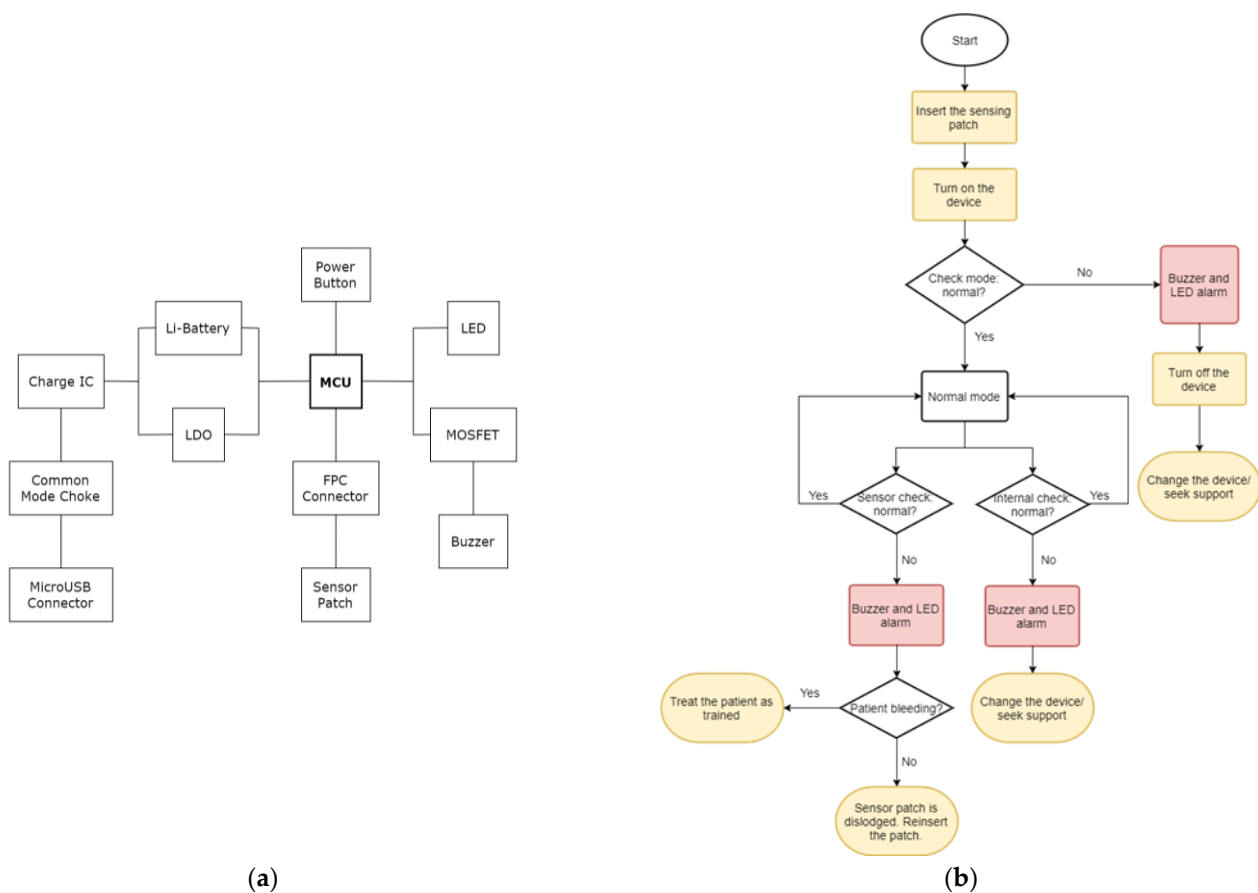 Power
Button
Li-Battery
LED
Charge IC
MCU
LDO
MOSFET
Common
Mode Choke
FPC
Connector
Buzzer
MicroUSB
Connector
Sensor
Patch
(a)
Start
Insert the sensing
patch
Turn on the
device
Check mode:
normal?
No
Buzzer and
LED alarm
Yes
Turn off the
device
Normal mode
Change the device/
seek support
Yes
Sensor check:
normal?
Internal check:
normal?
Yes
No
No
Buzzer and LED
alarm
Buzzer and LED
alarm
Treat the patient as
trained
Yes
Patient bleeding?
Change the device/
seek support
No
Sensor patch is
dislodged. Reinsert
the patch.
(b)